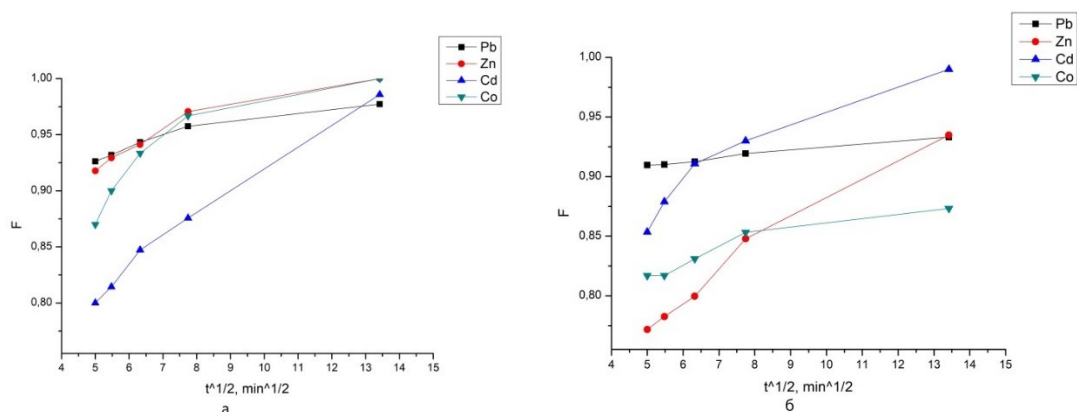 Pb
Zn
Cd
Co
1,00
0,95
0,90
0,85
0,80
F
4 5 6 7 8 9 10 11 12 13 14 15
t^1/2, min^1/2
а
Pb
Zn
Cd
Co
1,00
0,95
0,90
0,85
0,80
F
4 5 6 7 8 9 10 11 12 13 14 15
t^1/2, min^1/2
б